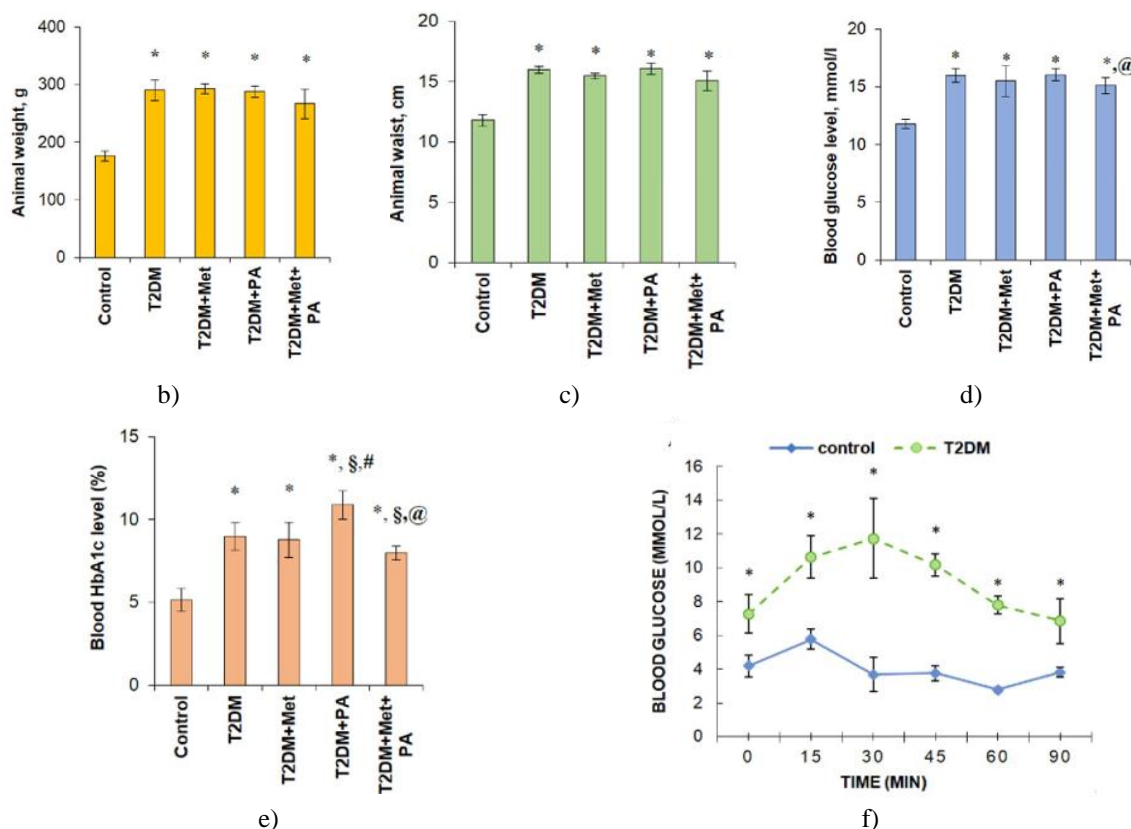 Animal weight, g
400
300
200
100
0
* * * *
Control
T2DM
T2DM+Met
T2DM+PA
T2DM+Met+
PA
b)
Animal waist, cm
20
15
10
5
0
* * * *
Control
T2DM
T2DM+Met
T2DM+PA
T2DM+Met+
PA
c)
Blood glucose level, mmol/l
20
15
10
5
0
* * * *,@
Control
T2DM
T2DM+Met
T2DM+PA
T2DM+Met+
PA
d)
Blood HbA1c level (%)
15
10
5
0
* * *, §,# *, §,@
Control
T2DM
T2DM+Met
T2DM+PA
T2DM+Met+
PA
e)
control T2DM
BLOOD GLUCOSE (MMOL/L)
16
14
12
10
8
6
4
2
0
* * * * * *
0 15 30 45 60 90
TIME (MIN)
f)